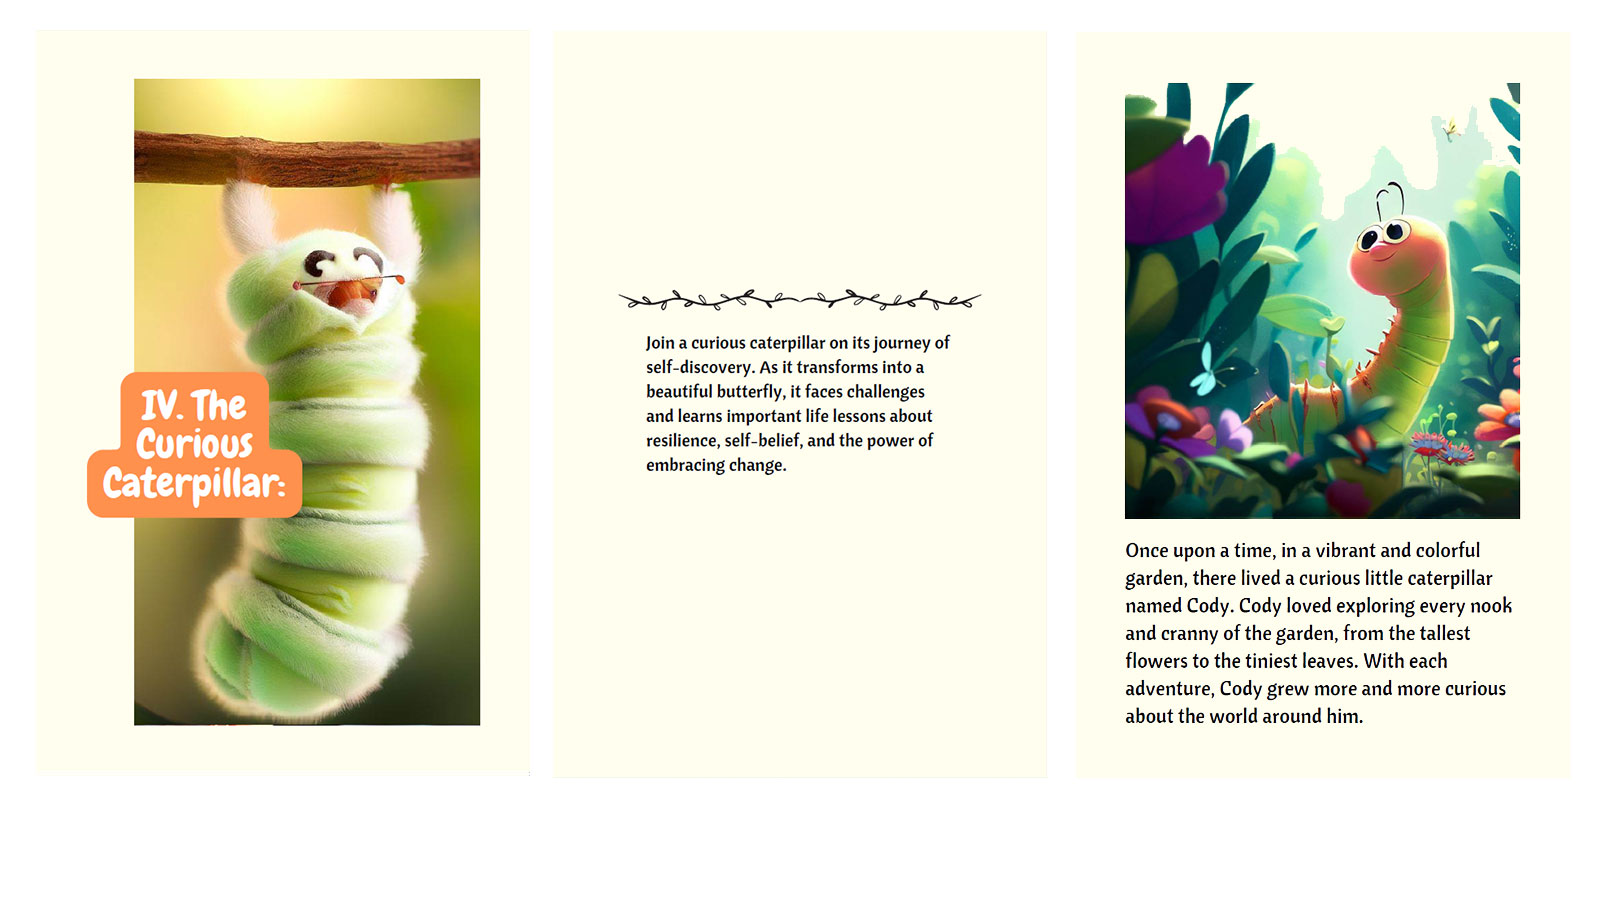 IV. The
Curious
Caterpillar:
Join a curious caterpillar on its journey of
self-discovery. As it transforms into a
beautiful butterfly, it faces challenges
and learns important life lessons about
resilience, self-belief, and the power of
embracing change.
Once upon a time, in a vibrant and colorful
garden, there lived a curious little caterpillar
named Cody. Cody loved exploring every nook
and cranny of the garden, from the tallest
flowers to the tiniest leaves. With each
adventure, Cody grew more and more curious
about the world around him.